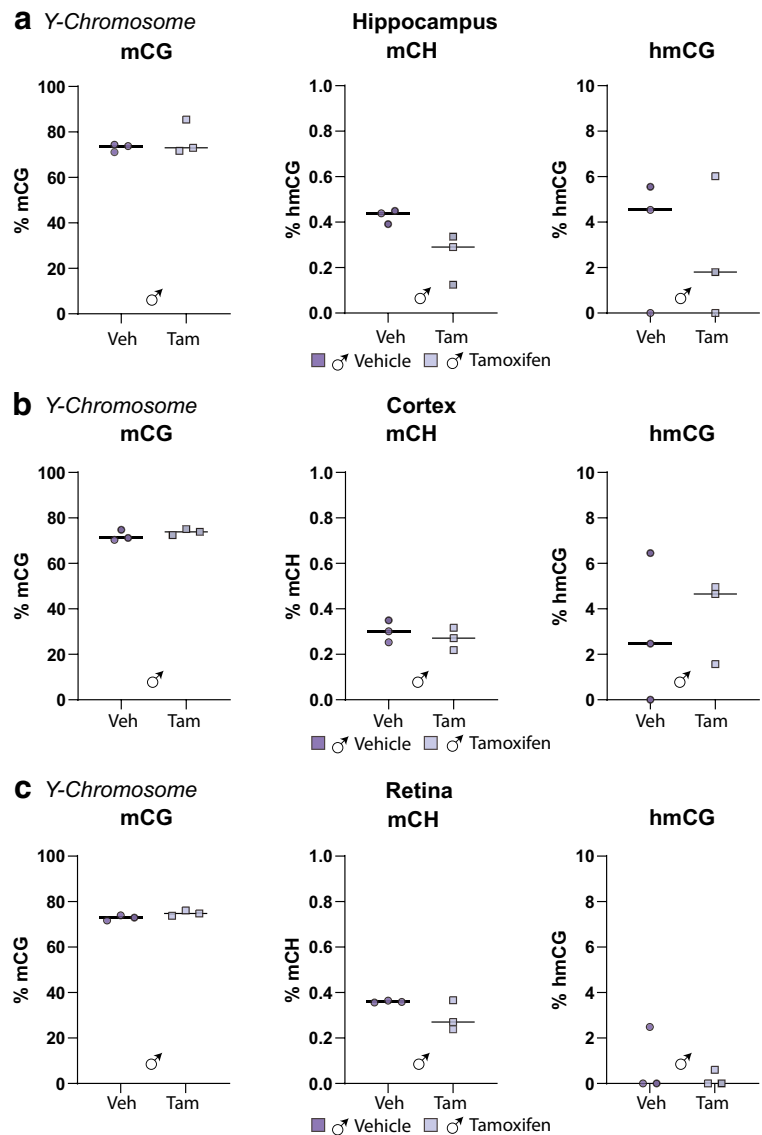 a Y-Chromosome Hippocampus
mCG mCH hmCG
100 1.0 10
80 0.8 8
60 0.6 6
40 0.4 4
20 0.2 2
0 0.0 0
% mCG % hmCG % hmCG
♂ ♂ ♂
Veh Tam Veh Tam Veh Tam
♂ Vehicle ♂ Tamoxifen
b Y-Chromosome Cortex
mCG mCH hmCG
100 1.0 10
80 0.8 8
60 0.6 6
40 0.4 4
20 0.2 2
0 0.0 0
% mCG % mCH % hmCG
♂ ♂ ♂
Veh Tam Veh Tam Veh Tam
♂ Vehicle ♂ Tamoxifen
c Y-Chromosome Retina
mCG mCH hmCG
100 1.0 10
80 0.8 8
60 0.6 6
40 0.4 4
20 0.2 2
0 0.0 0
% mCG % mCH % hmCG
♂ ♂ ♂
Veh Tam Veh Tam Veh Tam
♂ Vehicle ♂ Tamoxifen